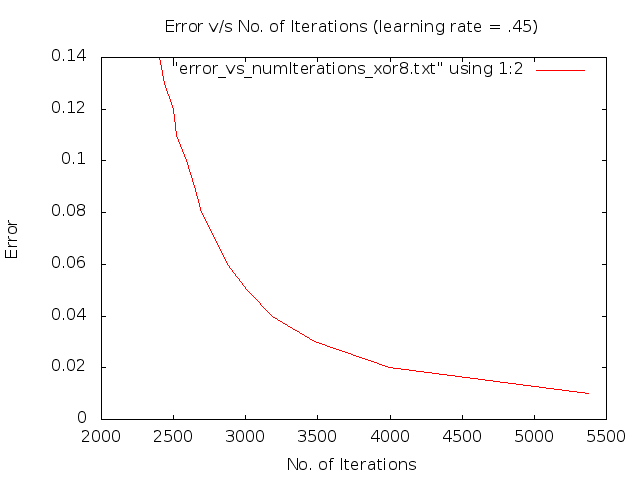 Error v/s No. of Iterations (learning rate = .45)
"error_vs_numIterations_xor8.txt" using 1:2
0.14
0.12
0.1
0.08
0.06
0.04
0.02
0
Error
2000 2500 3000 3500 4000 4500 5000 5500
No. of Iterations